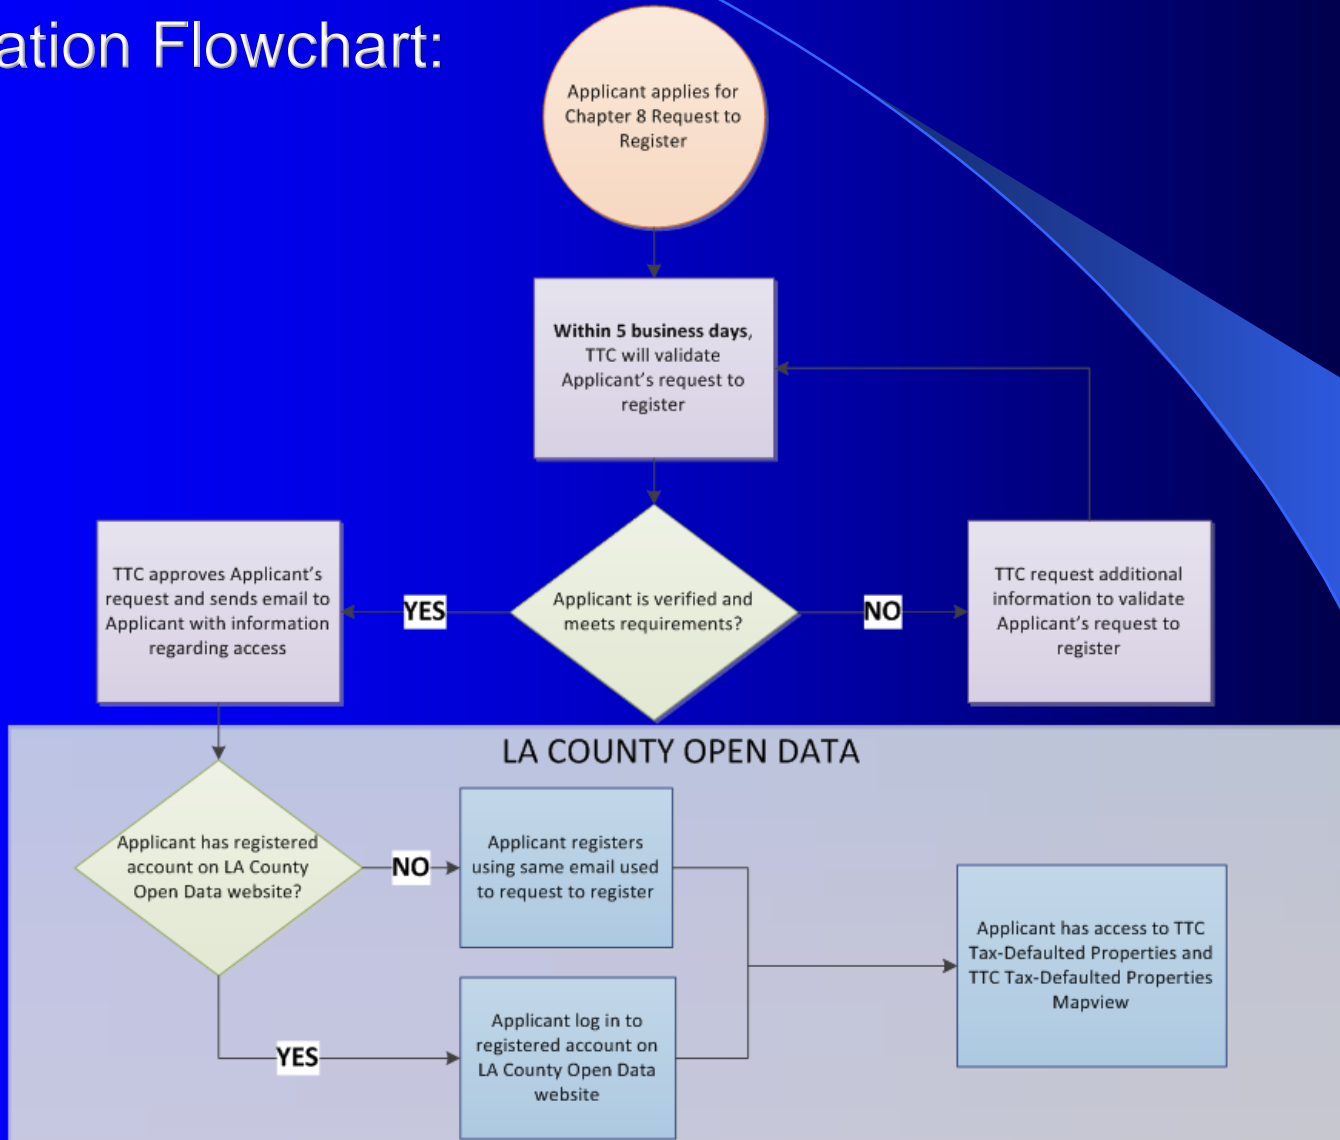 ation Flowchart:
Applicant applies for
Chapter 8 Request to
Register
Within 5 business days,
TTC will validate
Applicant's request to
register
TTC approves Applicant's
request and sends email to
Applicant with information
regarding access
YES
Applicant is verified and
meets requirements?
NO
TTC request additional
information to validate
Applicant's request to
register
LA COUNTY OPEN DATA
Applicant has registered
account on LA County
Open Data website?
NO
Applicant registers
using same email used
to request to register
YES
Applicant log in to
registered account on
LA County Open Data
website
Applicant has access to TTC
Tax-Defaulted Properties and
TTC Tax-Defaulted Properties
Mapview